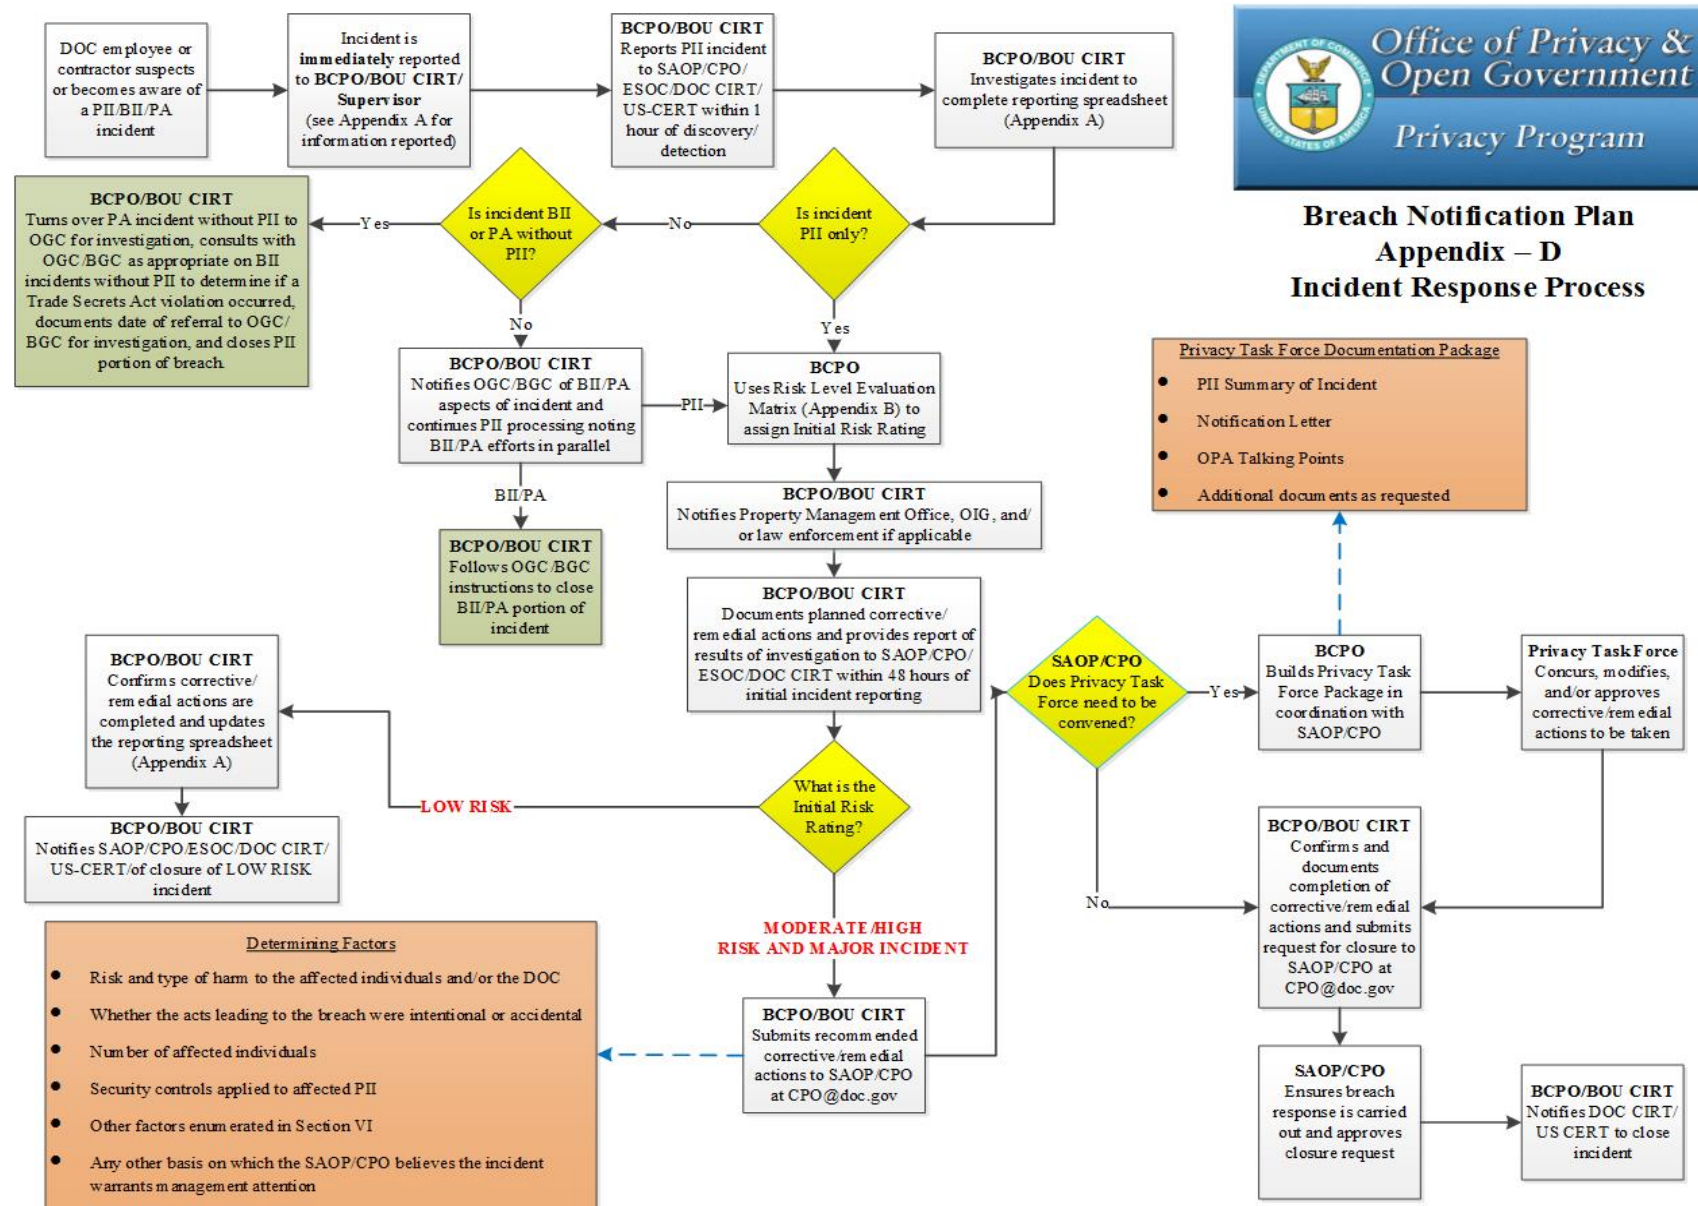 DOC employee or
contractor suspects
or becomes aware of
a PII/BII/PA
incident
Incident is
immediately reported
to BCPO/BOU CIRT/
Supervisor
(see Appendix A for
information reported)
BCPO/BOU CIRT
Reports PII incident
to SAOP/CPO/
ESOC/DOC CIRT/
US-CERT within 1
hour of discovery/
detection
BCPO/BOU CIRT
Investigates incident to
complete reporting spreadsheet
(Appendix A)
DEPARTMENT OF COMMERCE
UNITED STATES OF AMERICA
Office of Privacy &
Open Government
Privacy Program
Breach Notification Plan
Appendix – D
Incident Response Process
BCPO/BOU CIRT
Turns over PA incident without PII to
OGC for investigation, consults with
OGC/BGC as appropriate on BII
incidents without PII to determine if a
Trade Secrets Act violation occurred,
documents date of referral to OGC/
BGC for investigation, and closes PII
portion of breach.
Yes
Is incident BII
or PA without
PII?
No
Is incident
PII only?
No
Yes
BCPO/BOU CIRT
Notifies OGC/BGC of BII/PA
aspects of incident and
continues PII processing noting
BII/PA efforts in parallel
PII
BCPO
Uses Risk Level Evaluation
Matrix (Appendix B) to
assign Initial Risk Rating
BII/PA
BCPO/BOU CIRT
Follows OGC/BGC
instructions to close
BII/PA portion of
incident
BCPO/BOU CIRT
Notifies Property Management Office, OIG, and/
or law enforcement if applicable
BCPO/BOU CIRT
Documents planned corrective/
remedial actions and provides report of
results of investigation to SAOP/CPO/
ESOC/DOC CIRT within 48 hours of
initial incident reporting
Privacy Task Force Documentation Package
● PII Summary of Incident
● Notification Letter
● OPA Talking Points
● Additional documents as requested
BCPO/BOU CIRT
Confirms corrective/
remedial actions are
completed and updates
the reporting spreadsheet
(Appendix A)
LOW RISK
What is the
Initial Risk
Rating?
BCPO/BOU CIRT
Notifies SAOP/CPO/ESOC/DOC CIRT/
US-CERT/of closure of LOW RISK
incident
MODERATE/HIGH
RISK AND MAJOR INCIDENT
SAOP/CPO
Does Privacy Task
Force need to be
convened?
Yes
No
BCPO
Builds Privacy Task
Force Package in
coordination with
SAOP/CPO
Privacy Task Force
Concurs, modifies,
and/or approves
corrective/remedial
actions to be taken
BCPO/BOU CIRT
Confirms and
documents
completion of
corrective/remedial
actions and submits
request for closure to
SAOP/CPO at
CPO@doc.gov
Determining Factors
● Risk and type of harm to the affected individuals and/or the DOC
● Whether the acts leading to the breach were intentional or accidental
● Number of affected individuals
● Security controls applied to affected PII
● Other factors enumerated in Section VI
● Any other basis on which the SAOP/CPO believes the incident
warrants management attention
BCPO/BOU CIRT
Submits recommended
corrective/remedial
actions to SAOP/CPO
at CPO@doc.gov
SAOP/CPO
Ensures breach
response is carried
out and approves
closure request
BCPO/BOU CIRT
Notifies DOC CIRT/
US CERT to close
incident